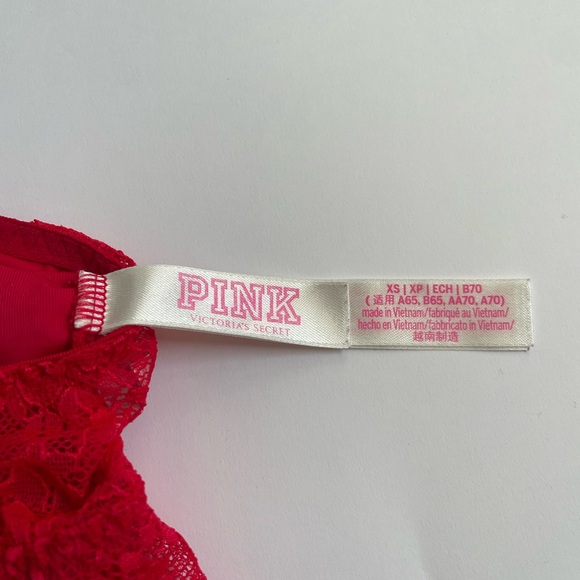 PINK
VICTORIA'S SECRET
XS | XP | ECH | B70
( 适用 A65, B65, AA70, A70)
made in Vietnam/fabriqué au Vietnam/
hecho en Vietnam/fabbricato in Vietnam/
越南制造